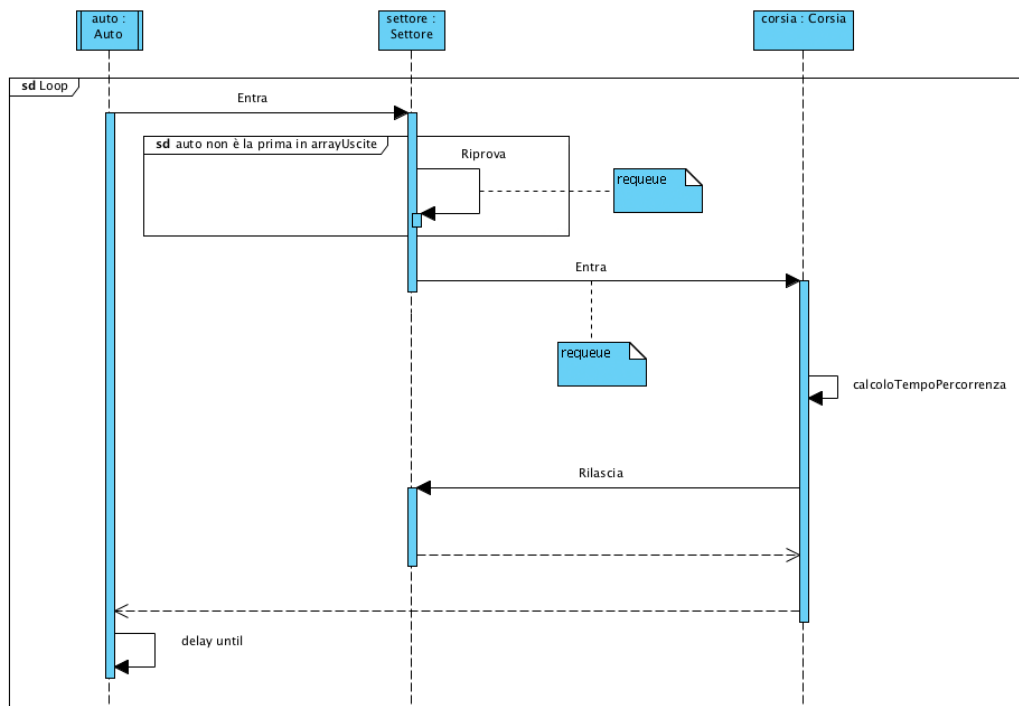 auto :
Auto
settore :
Settore
corsia : Corsia
sd Loop
Entra
sd auto non è la prima in arrayUscite
Riprova
requeue
Entra
requeue
calcoloTempoPercorrenza
Rilascia
delay until